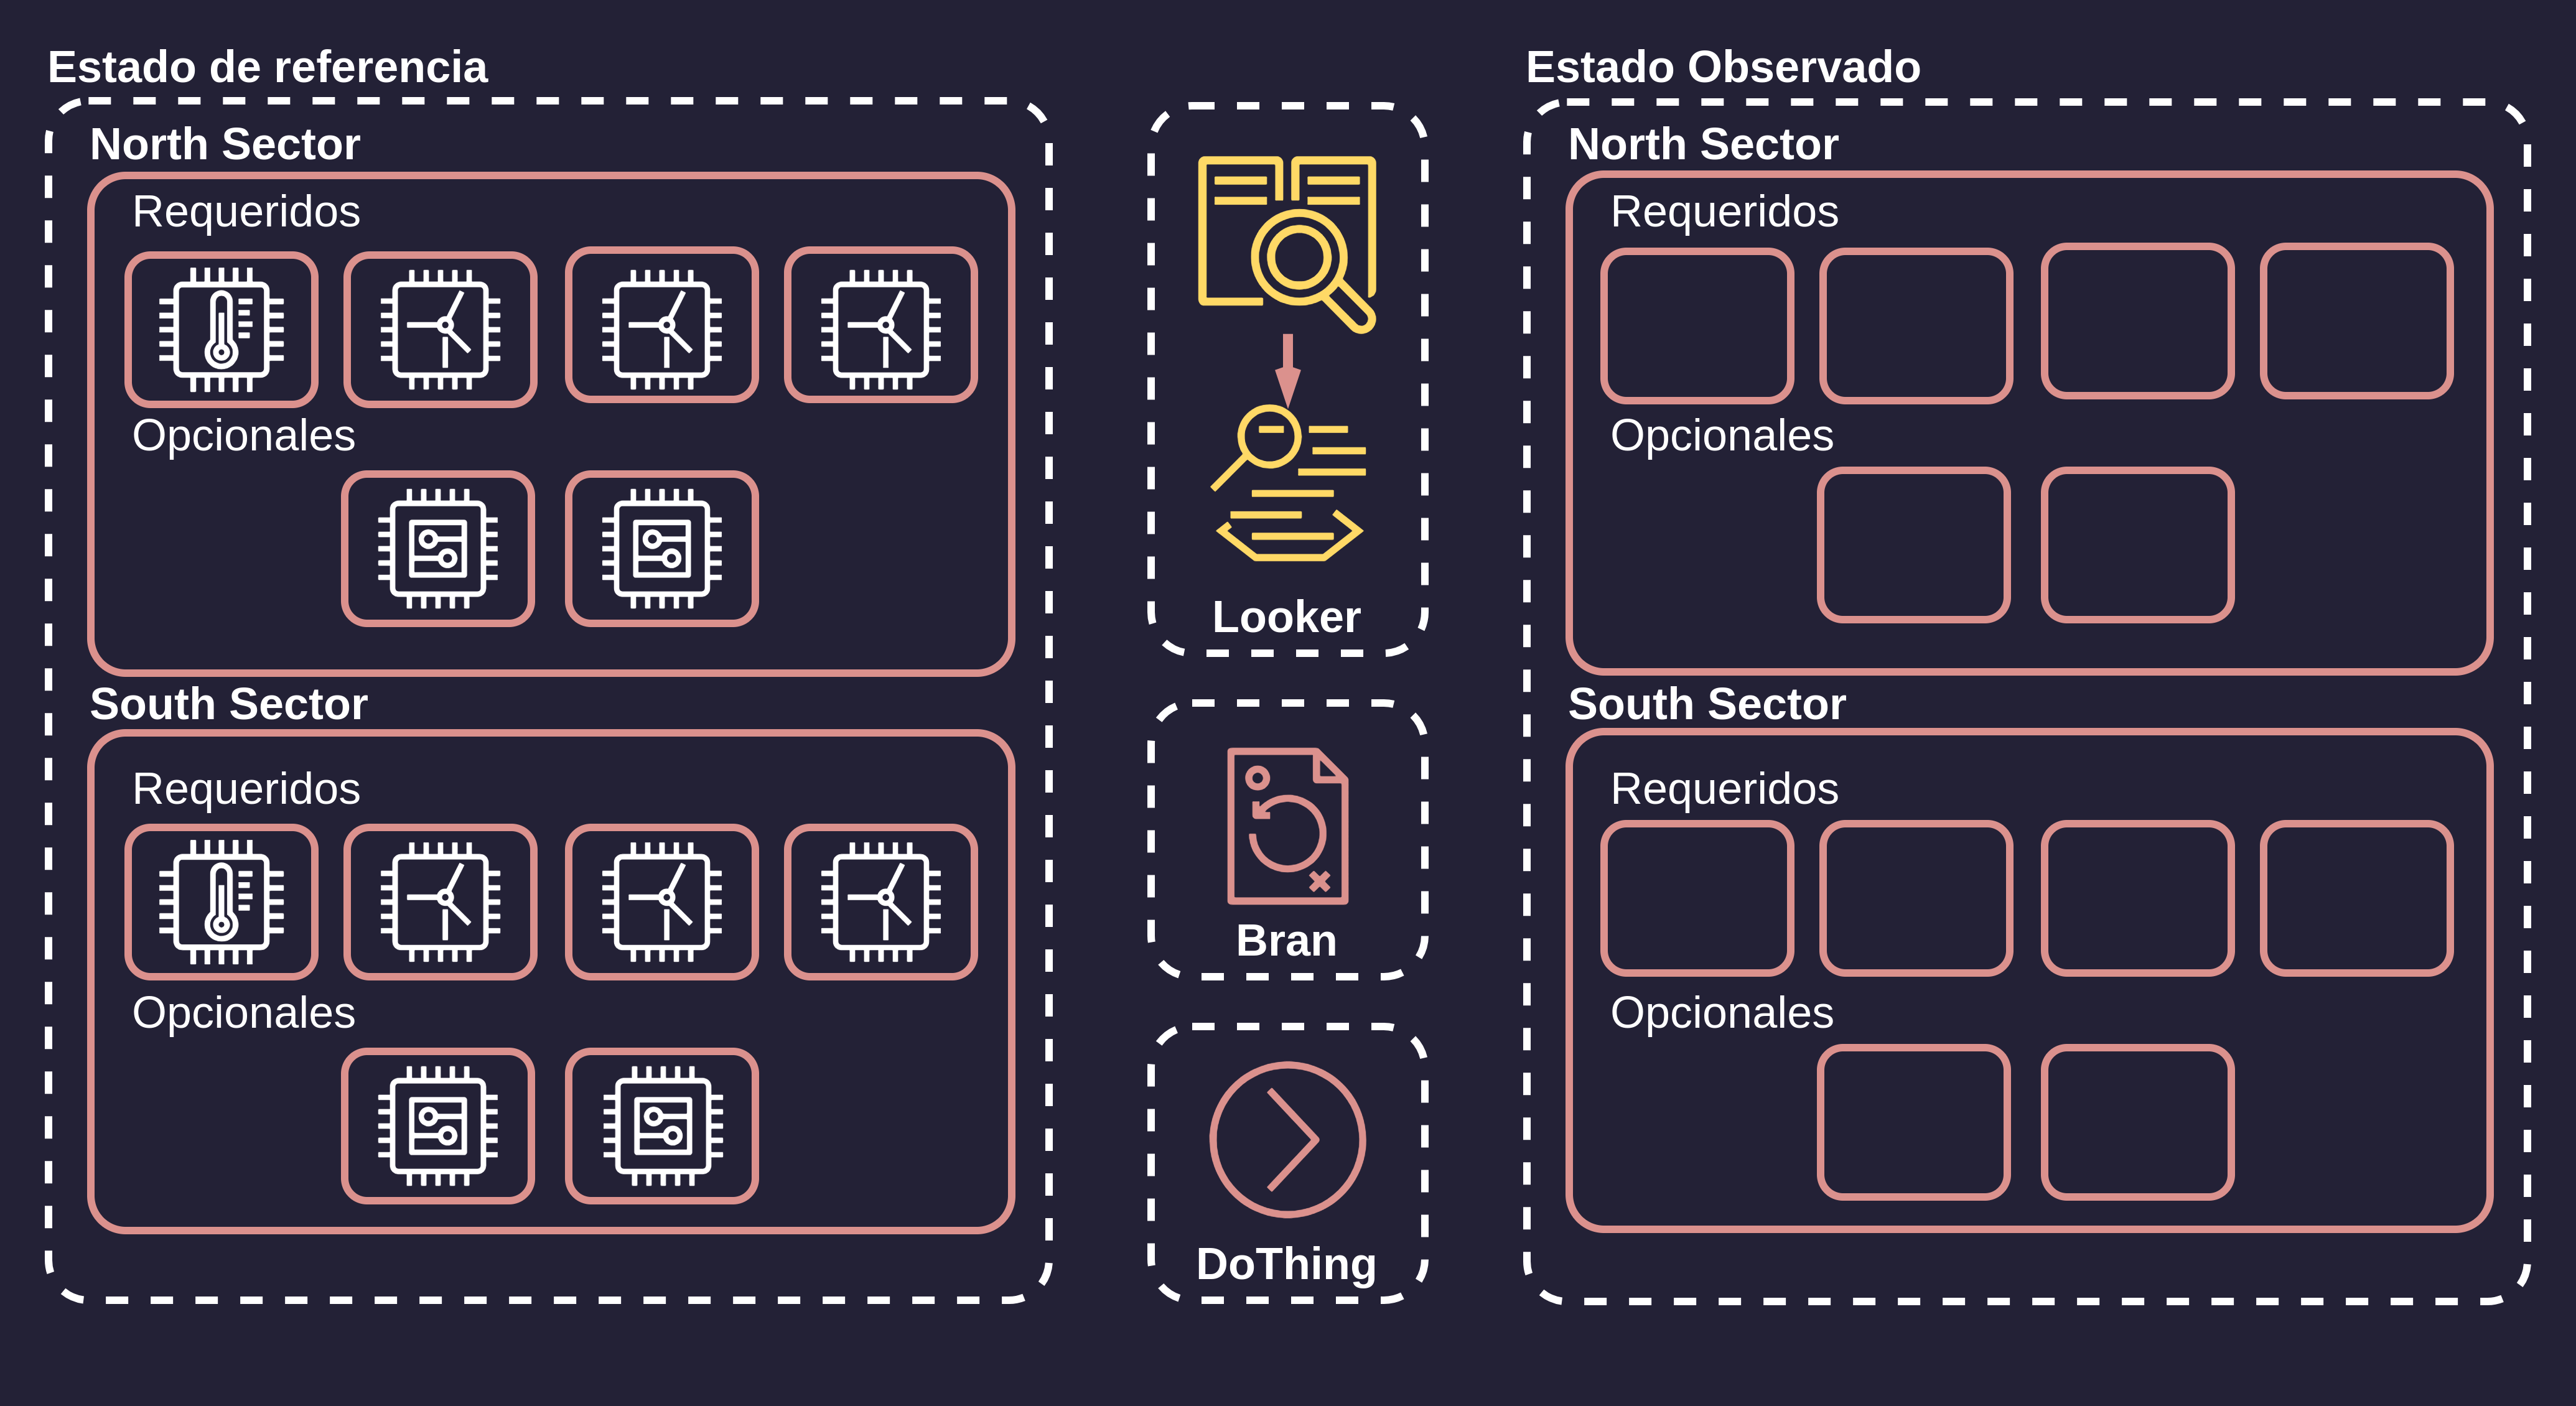 Estado de referencia
North Sector
Requeridos
Opcionales
South Sector
Requeridos
Opcionales
Looker
Bran
DoThing
Estado Observado
North Sector
Requeridos
Opcionales
South Sector
Requeridos
Opcionales